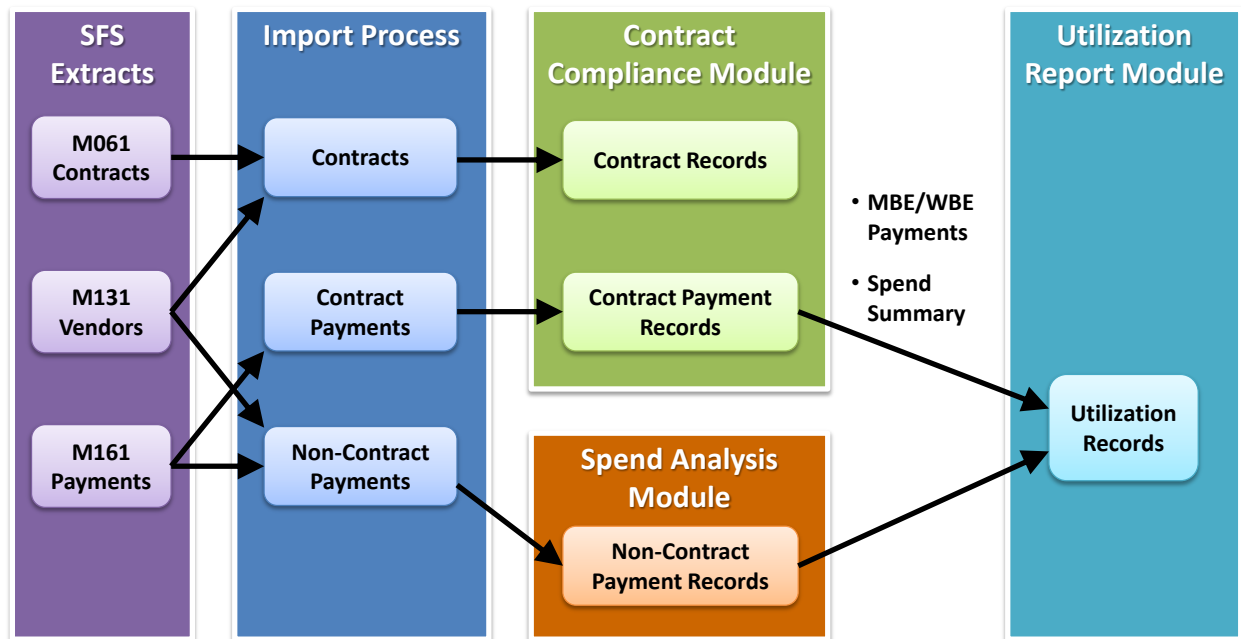 SFS
Extracts
M061
Contracts
M131
Vendors
M161
Payments
Import Process
Contracts
Contract
Payments
Non-Contract
Payments
Contract
Compliance Module
Contract Records
Contract Payment
Records
Spend Analysis
Module
Non-Contract
Payment Records
• MBE/WBE
Payments
• Spend
Summary
Utilization
Report Module
Utilization
Records